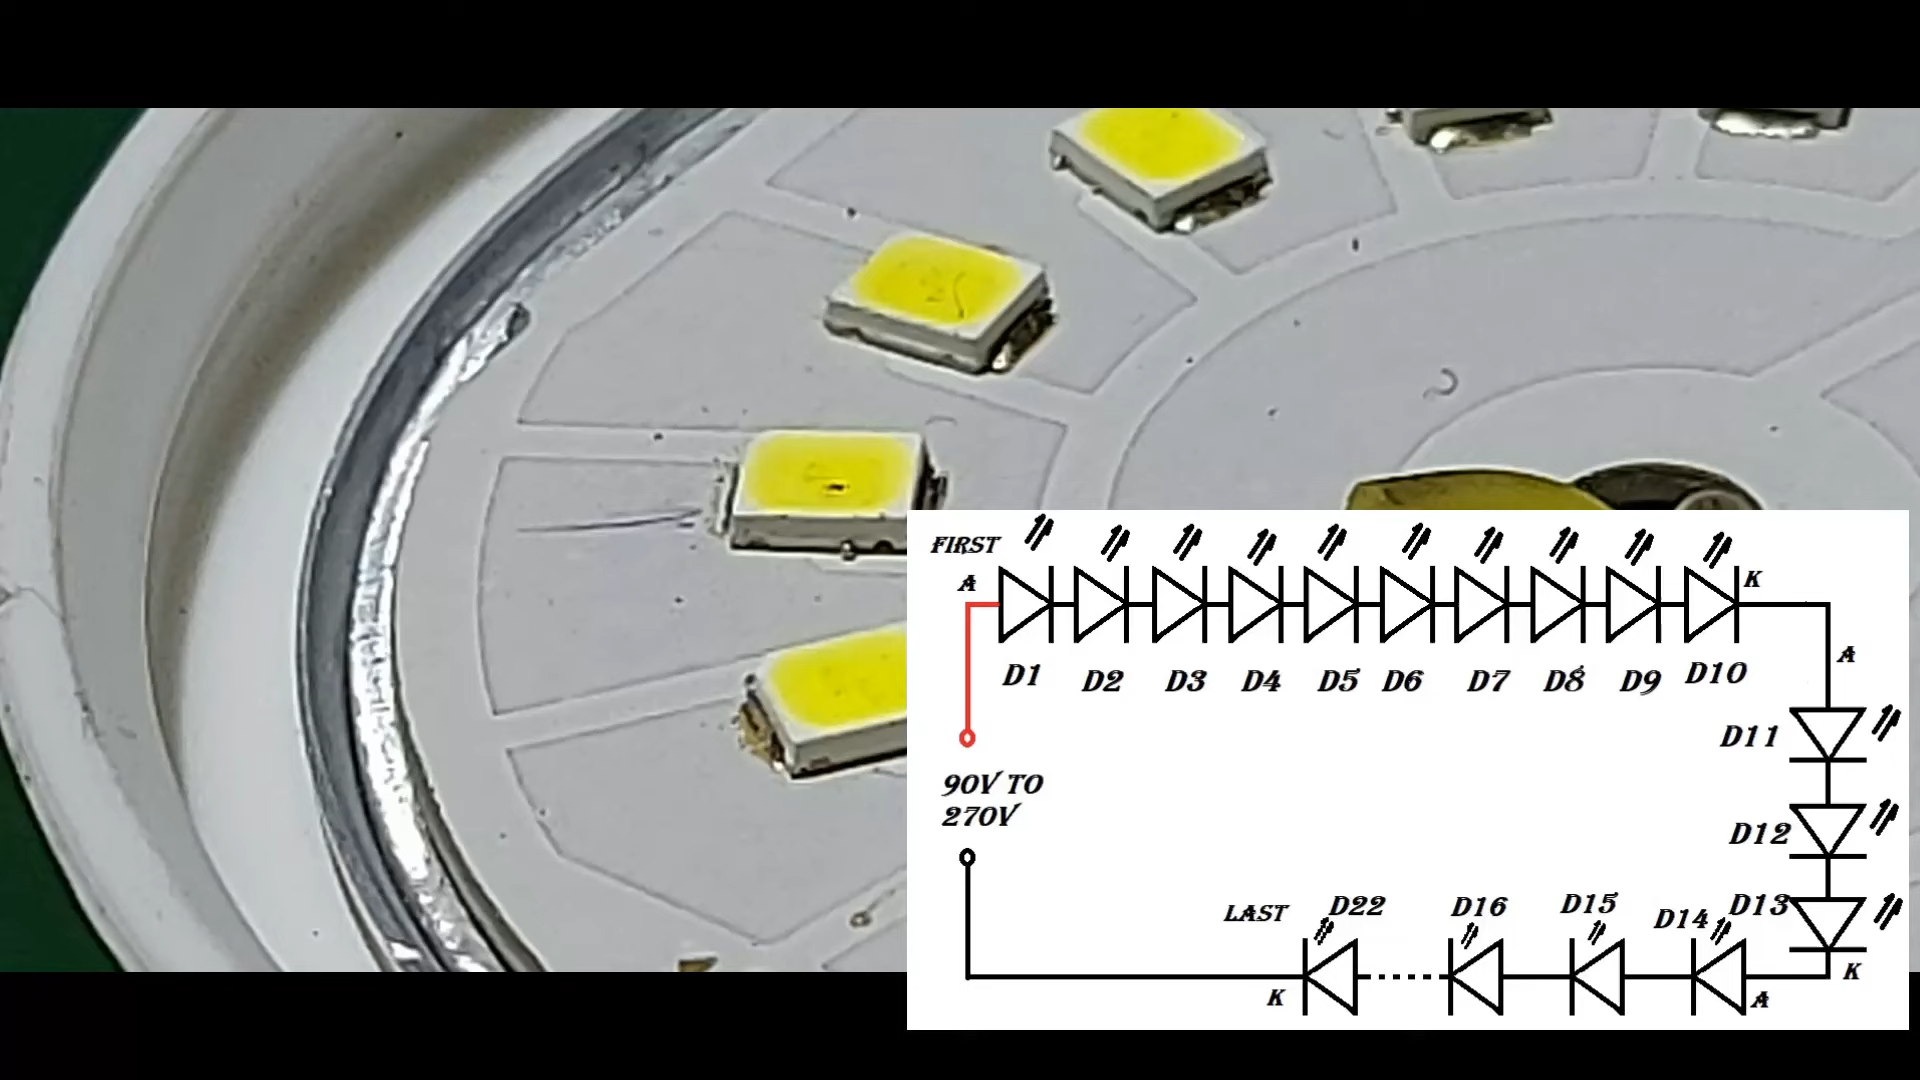 FIRST
A
K
D1 D2 D3 D4 D5 D6 D7 D8 D9 D10
A
D11
90V TO
270V
D12
LAST D22 D16 D15 D14 D13
K
K A